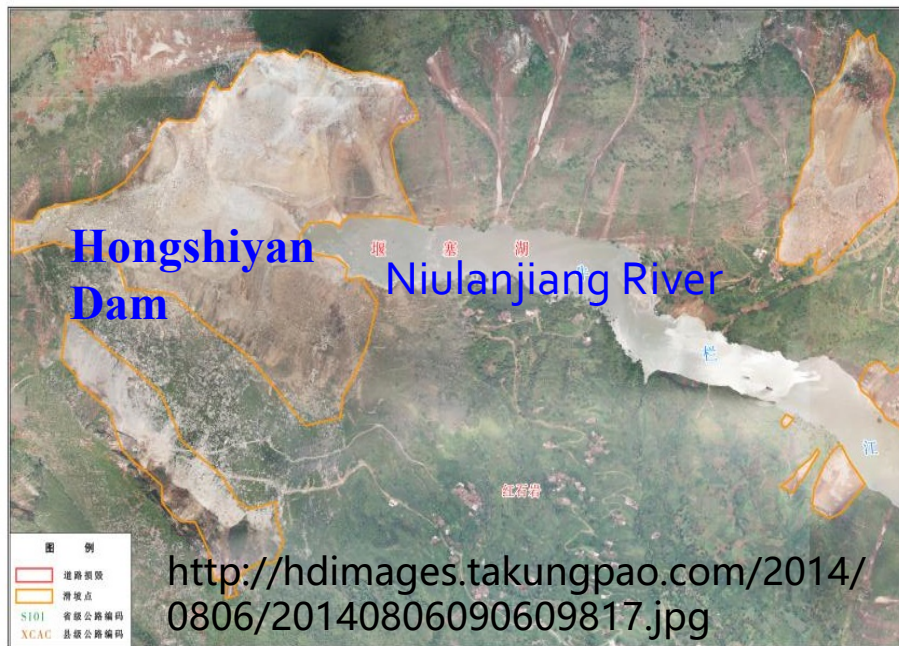 Hongshiyan
Dam
堰 塞 湖
牛
Niulanjiang River
栏
江
红石岩
图 例
道路损毁
滑坡点
S101 省级公路编码
XCAC 县级公路编码
http://hdimages.takungpao.com/2014/
0806/20140806090609817.jpg